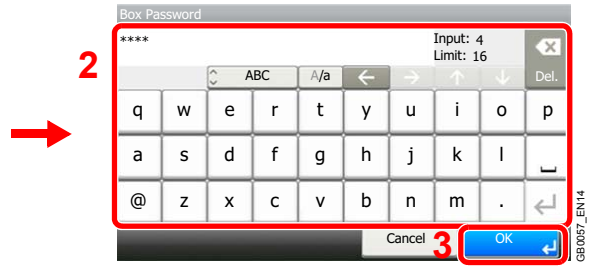 Box Password
****
Input: 4
Limit: 16
2
ABC
A/a
← → ↑ ↓
Del.
q w e r t y u i o p
a s d f g h j k l
@ z x c v b n m .
Cancel
3
OK
GB0057_EN14